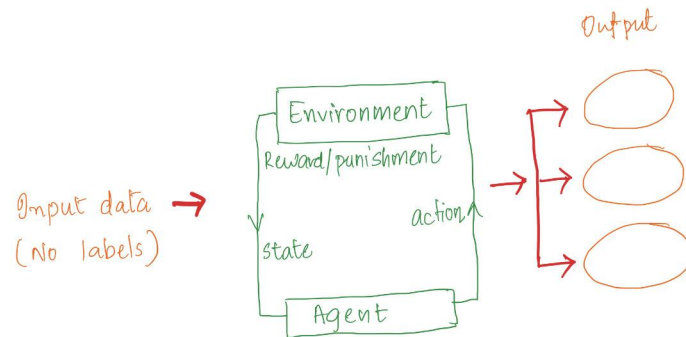 Output
Environment
Reward/punishment
Input data
(No labels)
action
state
Agent